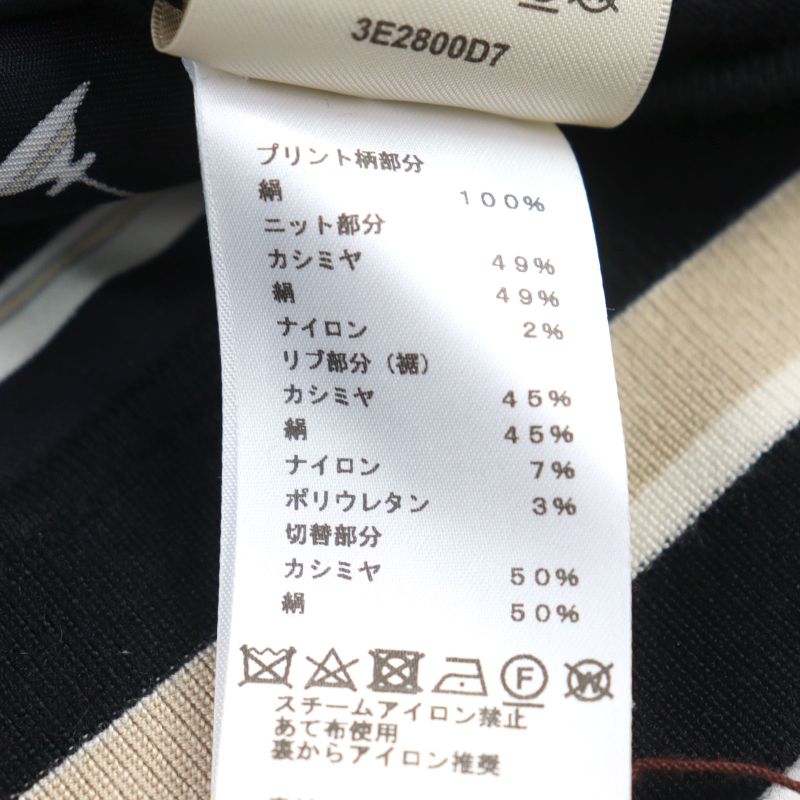 3E2800D7
プリント柄部分
絹 100%
ニット部分
カシミヤ 49%
絹 49%
ナイロン 2%
リブ部分（裾）
カシミヤ 45%
絹 45%
ナイロン 7%
ポリウレタン 3%
切替部分
カシミヤ 50%
絹 50%
F W
スチームアイロン禁止
あて布使用
裏からアイロン推奨